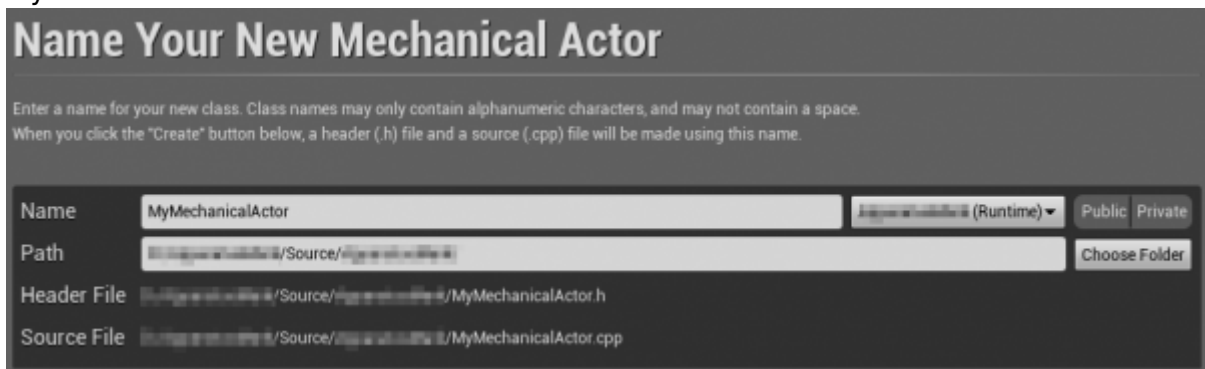 Name Your New Mechanical Actor
Enter a name for your new class. Class names may only contain alphanumeric characters, and may not contain a space.
When you click the "Create" button below, a header (.h) file and a source (.cpp) file will be made using this name.
Name MyMechanicalActor (Runtime) Public Private
Path /Source/ Choose Folder
Header File /Source/ /MyMechanicalActor.h
Source File /Source/ /MyMechanicalActor.cpp